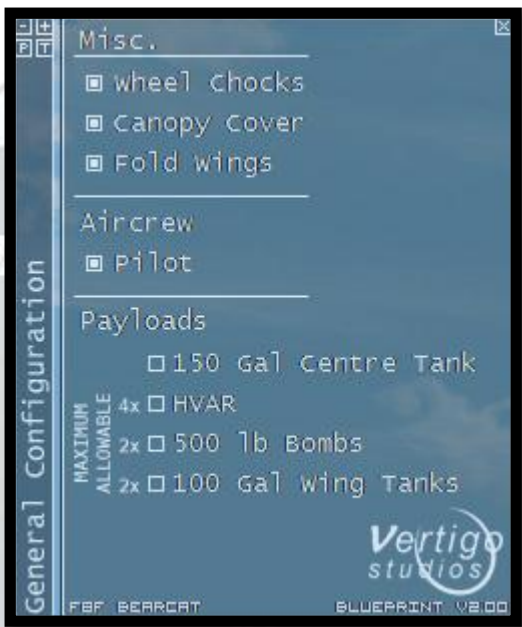 - +
P T
X
Misc.
Wheel Chocks
Canopy Cover
Fold Wings
Aircrew
Pilot
Payloads
150 Gal Centre Tank
MAXIMUM
ALLOWABLE
4x HVAR
2x 500 lb Bombs
2x 100 Gal Wing Tanks
General Configuration
Vertigo
studios
F8F BEARCAT
BLUEPRINT V2.00